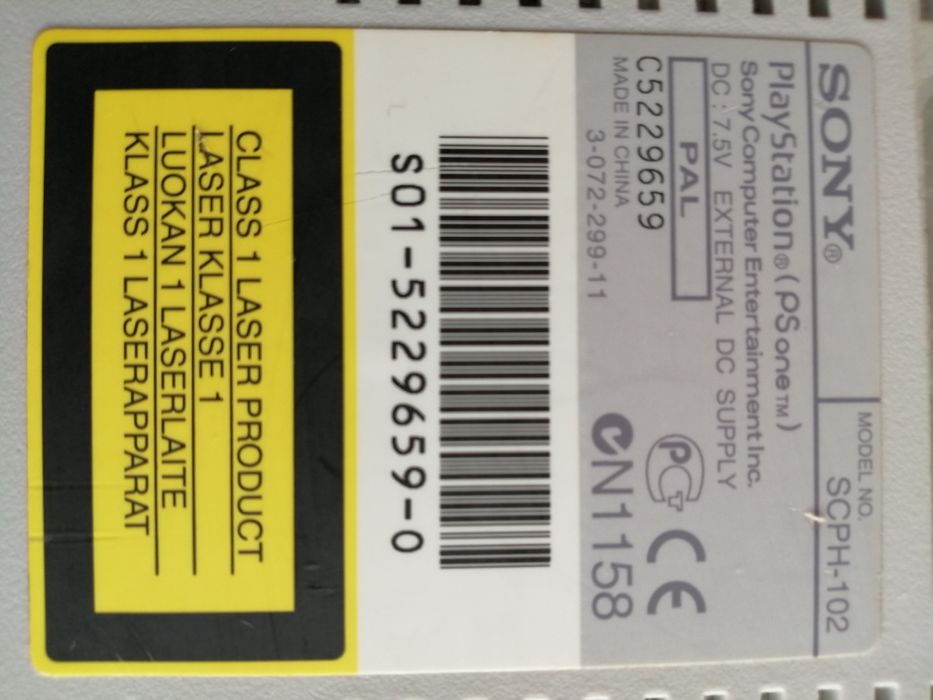 SONY®
MODEL NO.
SCPH-102
PlayStation® (PSone™)
Sony Computer Entertainment Inc.
DC : 7.5V EXTERNAL DC SUPPLY
PAL
C5229659
MADE IN CHINA
3-072-299-11
CE
N1158
S01-5229659-0
CLASS 1 LASER PRODUCT
LASER KLASSE 1
LUOKAN 1 LASERLAITE
KLASS 1 LASERAPPARAT